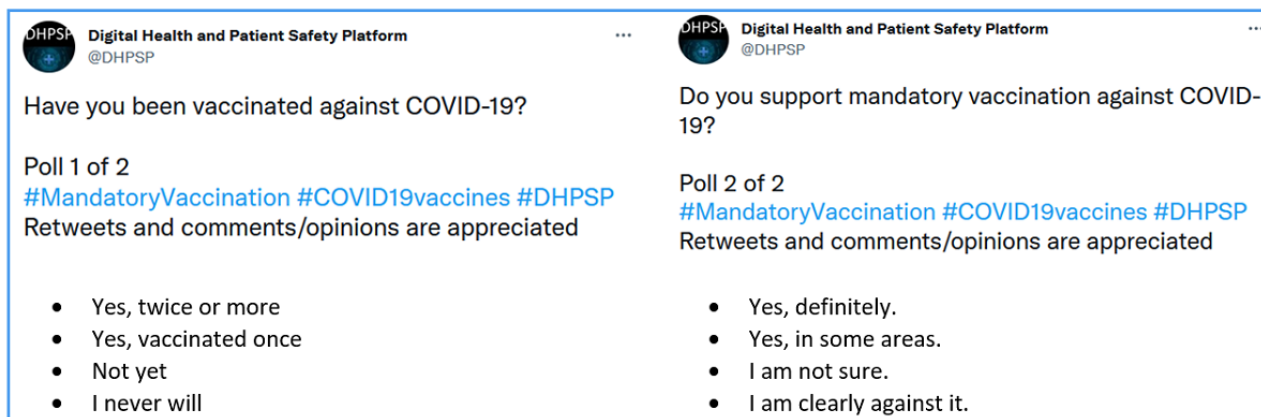 DHPSP
Digital Health and Patient Safety Platform
@DHPSP
Have you been vaccinated against COVID-19?
Poll 1 of 2
#MandatoryVaccination #COVID19vaccines #DHPSP
Retweets and comments/opinions are appreciated
• Yes, twice or more
• Yes, vaccinated once
• Not yet
• I never will
DHPSP
Digital Health and Patient Safety Platform
@DHPSP
Do you support mandatory vaccination against COVID-
19?
Poll 2 of 2
#MandatoryVaccination #COVID19vaccines #DHPSP
Retweets and comments/opinions are appreciated
• Yes, definitely.
• Yes, in some areas.
• I am not sure.
• I am clearly against it.